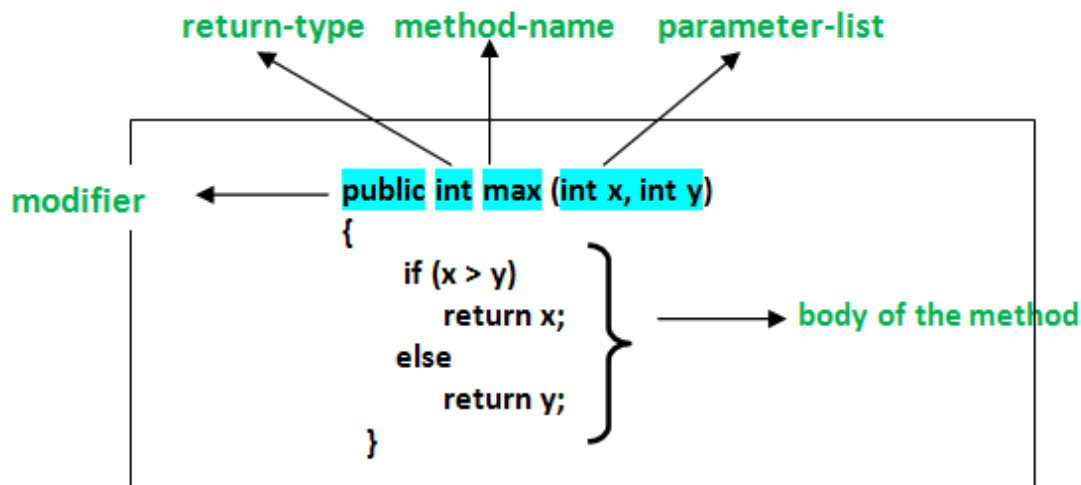 return-type method-name parameter-list
modifier
public int max (int x, int y)
{
if (x > y)
return x;
else
return y;
}
body of the method